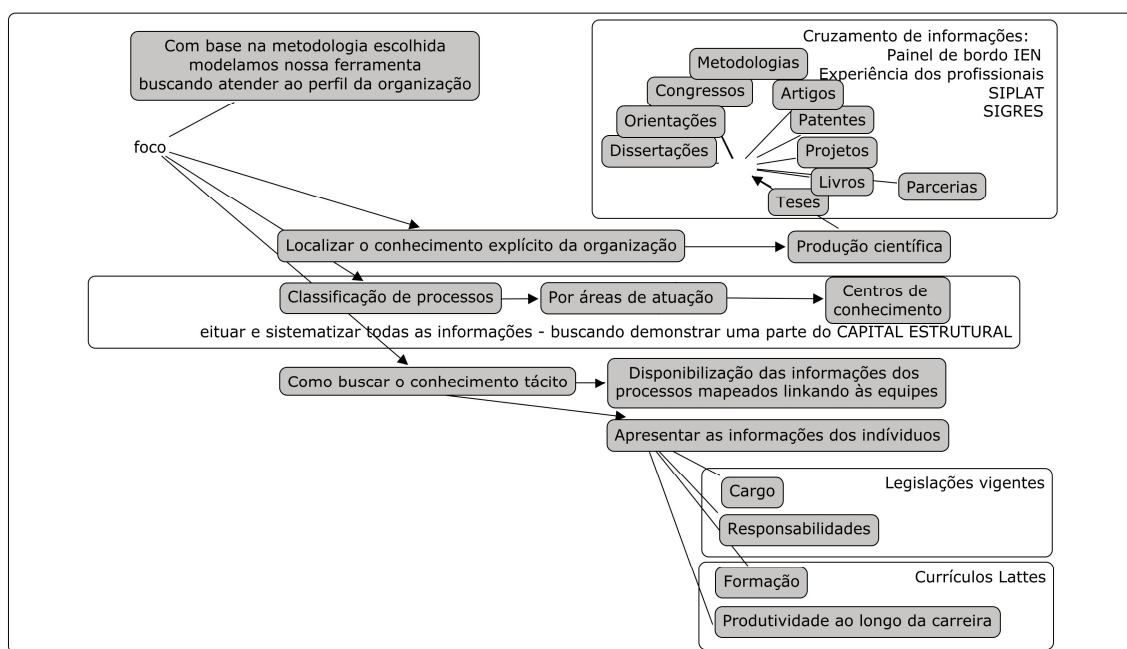 Com base na metodologia escolhida
modelamos nossa ferramenta
buscando atender ao perfil da organização
foco
Cruzamento de informações:
Painel de bordo IEN
Experiência dos profissionais
SIPLAT
SIGRES
Metodologias
Congressos
Artigos
Orientações
Patentes
Dissertações
Projetos
Livros
Parcerias
Teses
Localizar o conhecimento explícito da organização
Produção científica
Classificação de processos
Por áreas de atuação
Centros de
conhecimento
eituar e sistematizar todas as informações - buscando demonstrar uma parte do CAPITAL ESTRUTURAL
Como buscar o conhecimento tácito
Disponibilização das informações dos
processos mapeados linkando às equipes
Apresentar as informações dos indíviduos
Legislações vigentes
Cargo
Responsabilidades
Currículos Lattes
Formação
Produtividade ao longo da carreira